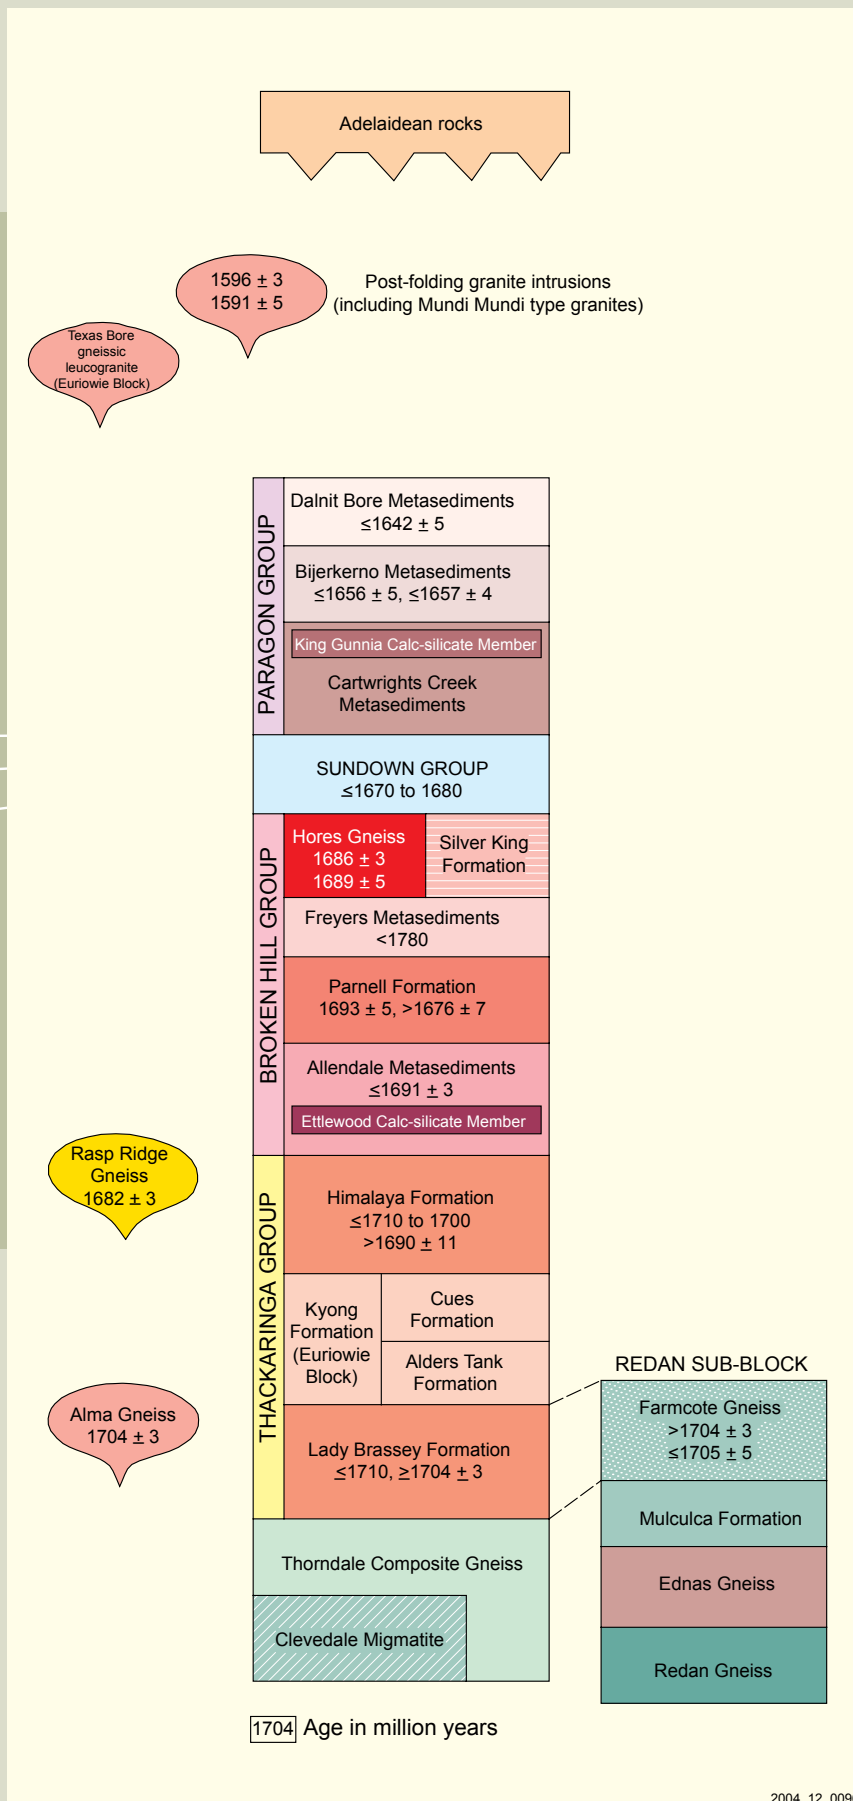 Adelaidean rocks
1596 ± 3
1591 ± 5
Post-folding granite intrusions
(including Mundi Mundi type granites)
Texas Bore
gneissic
leucogranite
(Euriowie Block)
PARAGON GROUP
Dalnit Bore Metasediments
≤1642 ± 5
Bijerkerno Metasediments
≤1656 ± 5, ≤1657 ± 4
King Gunnia Calc-silicate Member
Cartwrights Creek
Metasediments
SUNDOWN GROUP
≤1670 to 1680
BROKEN HILL GROUP
Hores Gneiss
1686 ± 3
1689 ± 5
Silver King
Formation
Freyers Metasediments
<1780
Parnell Formation
1693 ± 5, >1676 ± 7
Allendale Metasediments
≤1691 ± 3
Ettlewood Calc-silicate Member
Rasp Ridge
Gneiss
1682 ± 3
THACKARINGA GROUP
Himalaya Formation
≤1710 to 1700
>1690 ± 11
Kyong
Formation
(Euriowie
Block)
Cues
Formation
Alders Tank
Formation
Alma Gneiss
1704 ± 3
Lady Brassey Formation
≤1710, ≥1704 ± 3
REDAN SUB-BLOCK
Farmcote Gneiss
>1704 ± 3
≤1705 ± 5
Mulculca Formation
Ednas Gneiss
Redan Gneiss
Thorndale Composite Gneiss
Clevedale Migmatite
1704 Age in million years